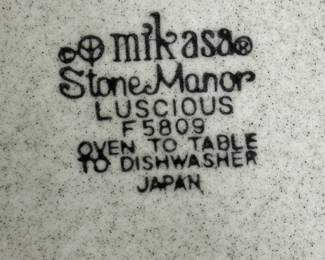 mikasa®
Stone Manor
LUSCIOUS
F5809
OVEN TO TABLE
TO DISHWASHER
JAPAN